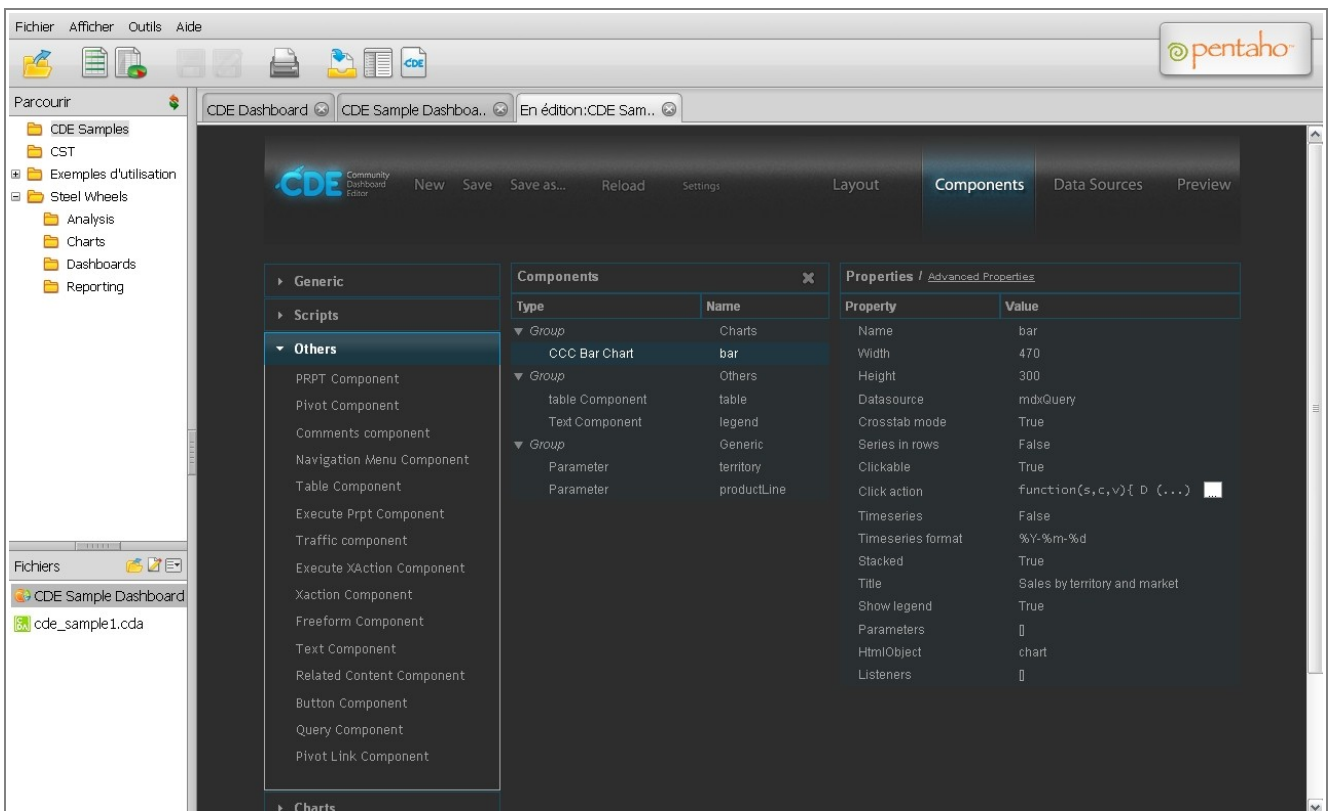 Fichier Afficher Outils Aide
pentaho
CDE
Parcourir
CDE Samples
CST
Exemples d'utilisation
Steel Wheels
Analysis
Charts
Dashboards
Reporting
Fichiers
CDE Sample Dashboard
cde_sample1.cda
CDE Dashboard CDE Sample Dashboa.. En édition:CDE Sam..
CDE Community Dashboard Editor
New Save Save as... Reload Settings Layout Components Data Sources Preview
Generic
Scripts
Others
PRPT Component
Pivot Component
Comments component
Navigation Menu Component
Table Component
Execute Prpt Component
Traffic component
Execute XAction Component
Xaction Component
Freeform Component
Text Component
Related Content Component
Button Component
Query Component
Pivot Link Component
Charts
Components
Type Name
Group Charts
CCC Bar Chart bar
Group Others
table Component table
Text Component legend
Group Generic
Parameter territory
Parameter productLine
Properties / Advanced Properties
Property Value
Name bar
Width 470
Height 300
Datasource mdxQuery
Crosstab mode True
Series in rows False
Clickable True
Click action function(s,c,v){ D (...) ...
Timeseries False
Timeseries format %Y-%m-%d
Stacked True
Title Sales by territory and market
Show legend True
Parameters []
HtmlObject chart
Listeners []